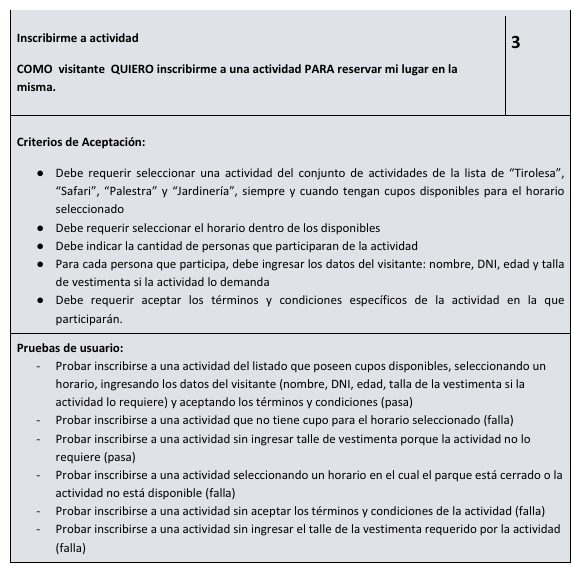 Inscribirme a actividad
3
COMO visitante QUIERO inscribirme a una actividad PARA reservar mi lugar en la
misma.
Criterios de Aceptación:
● Debe requerir seleccionar una actividad del conjunto de actividades de la lista de “Tirolesa”,
“Safari”, “Palestra” y “Jardinería”, siempre y cuando tengan cupos disponibles para el horario
seleccionado
● Debe requerir seleccionar el horario dentro de los disponibles
● Debe indicar la cantidad de personas que participaran de la actividad
● Para cada persona que participa, debe ingresar los datos del visitante: nombre, DNI, edad y talla
de vestimenta si la actividad lo demanda
● Debe requerir aceptar los términos y condiciones específicos de la actividad en la que
participarán.
Pruebas de usuario:
- Probar inscribirse a una actividad del listado que poseen cupos disponibles, seleccionando un
horario, ingresando los datos del visitante (nombre, DNI, edad, talla de la vestimenta si la
actividad lo requiere) y aceptando los términos y condiciones (pasa)
- Probar inscribirse a una actividad que no tiene cupo para el horario seleccionado (falla)
- Probar inscribirse a una actividad sin ingresar talle de vestimenta porque la actividad no lo
requiere (pasa)
- Probar inscribirse a una actividad seleccionando un horario en el cual el parque está cerrado o la
actividad no está disponible (falla)
- Probar inscribirse a una actividad sin aceptar los términos y condiciones de la actividad (falla)
- Probar inscribirse a una actividad sin ingresar el talle de la vestimenta requerido por la actividad
(falla)